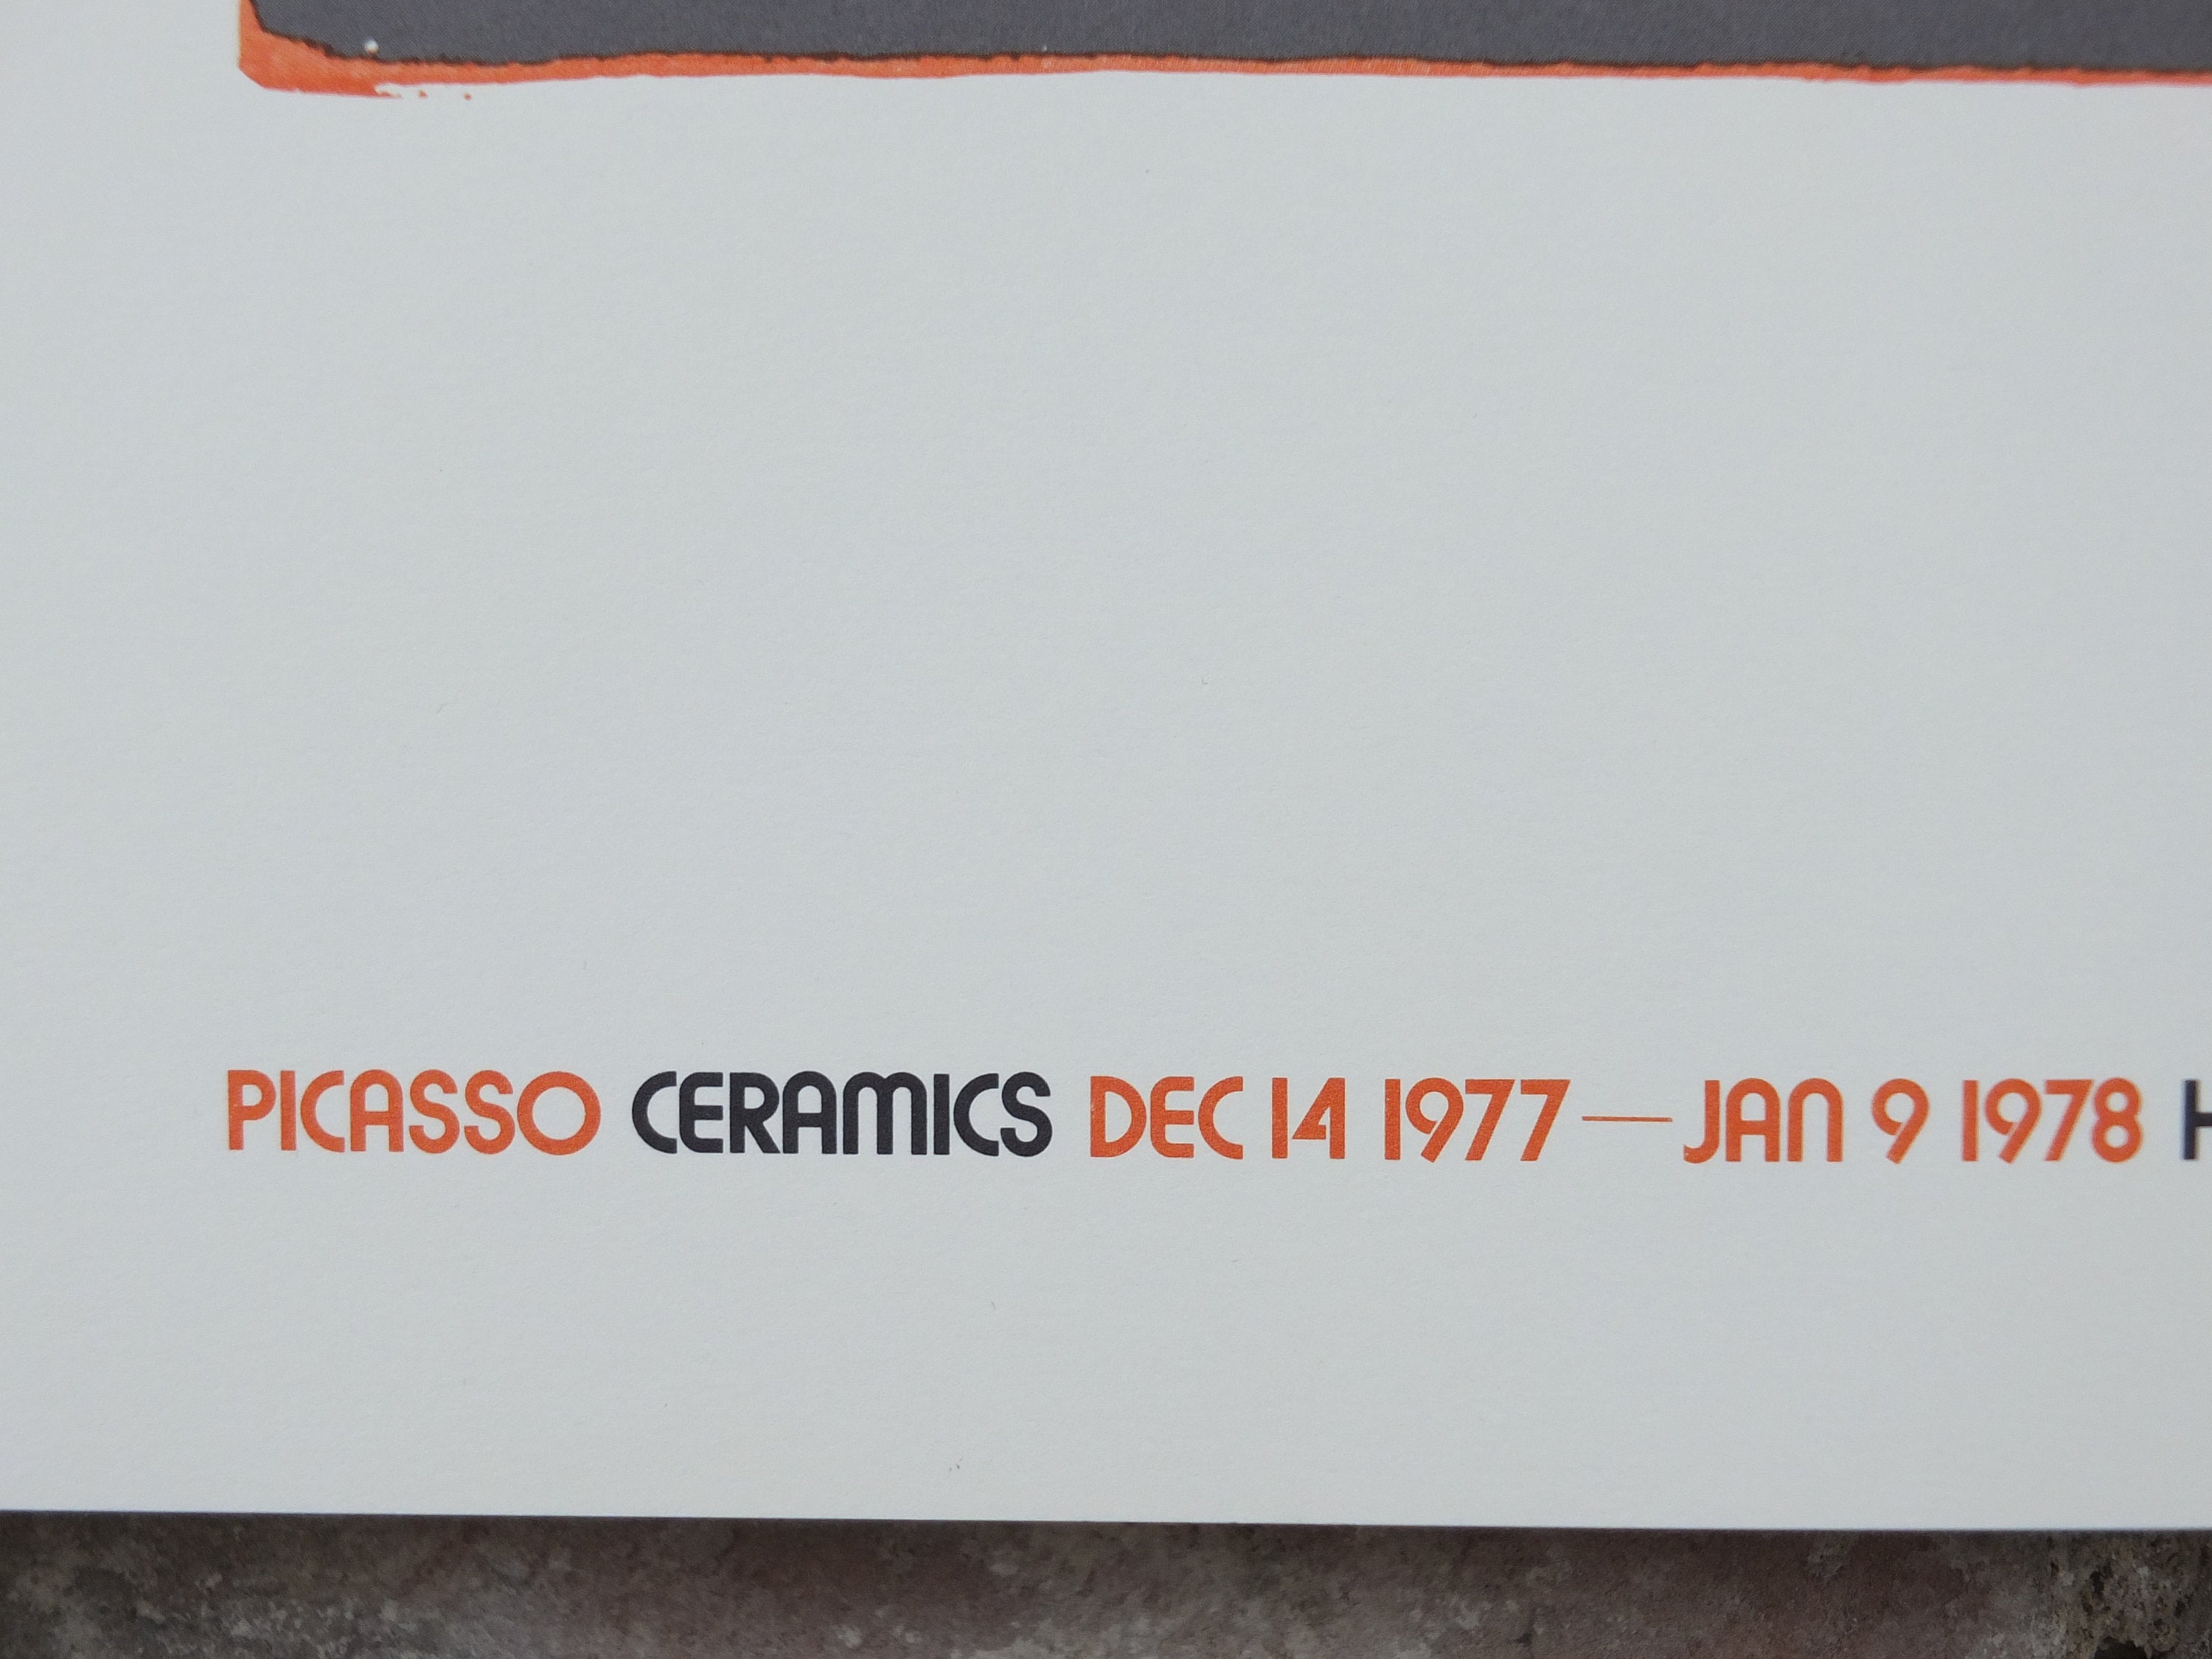 PICASSO CERAMICS DEC 14 1977—JAN 9 1978 H